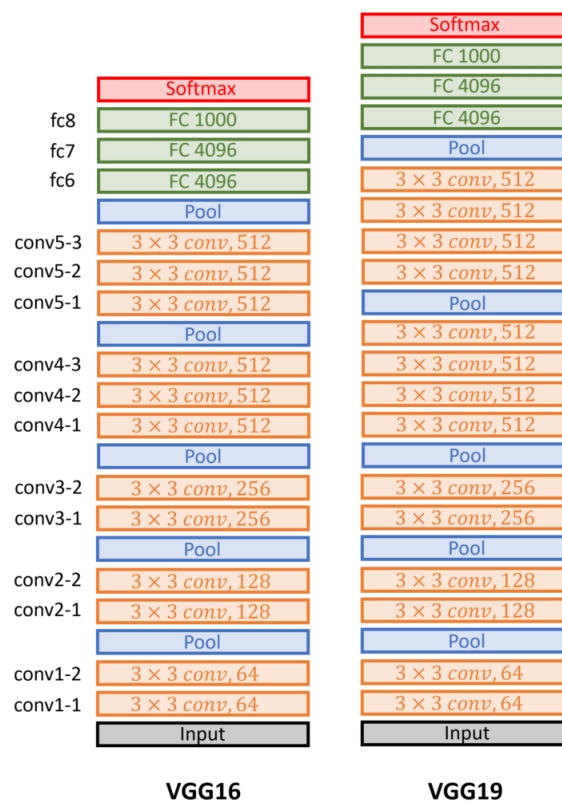 Softmax
FC 1000
FC 4096
FC 4096
Pool
3 × 3 conv, 512
3 × 3 conv, 512
3 × 3 conv, 512
3 × 3 conv, 512
Pool
3 × 3 conv, 512
3 × 3 conv, 512
3 × 3 conv, 512
3 × 3 conv, 512
Pool
3 × 3 conv, 256
3 × 3 conv, 256
Pool
3 × 3 conv, 128
3 × 3 conv, 128
Pool
3 × 3 conv, 64
3 × 3 conv, 64
Input
VGG19
Softmax
fc8 FC 1000
fc7 FC 4096
fc6 FC 4096
Pool
conv5-3 3 × 3 conv, 512
conv5-2 3 × 3 conv, 512
conv5-1 3 × 3 conv, 512
Pool
conv4-3 3 × 3 conv, 512
conv4-2 3 × 3 conv, 512
conv4-1 3 × 3 conv, 512
Pool
conv3-2 3 × 3 conv, 256
conv3-1 3 × 3 conv, 256
Pool
conv2-2 3 × 3 conv, 128
conv2-1 3 × 3 conv, 128
Pool
conv1-2 3 × 3 conv, 64
conv1-1 3 × 3 conv, 64
Input
VGG16